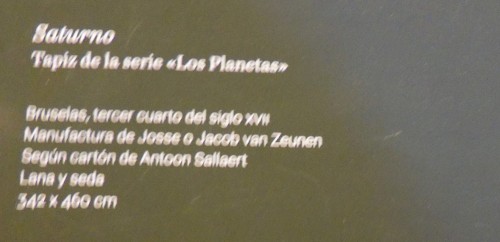 Saturno
Tapiz de la serie «Los Planetas»
Bruselas, tercer cuarto del siglo XVII
Manufactura de Josse o Jacob van Zeunen
Según cartón de Antoon Sallaert
Lana y seda
342 x 460 cm